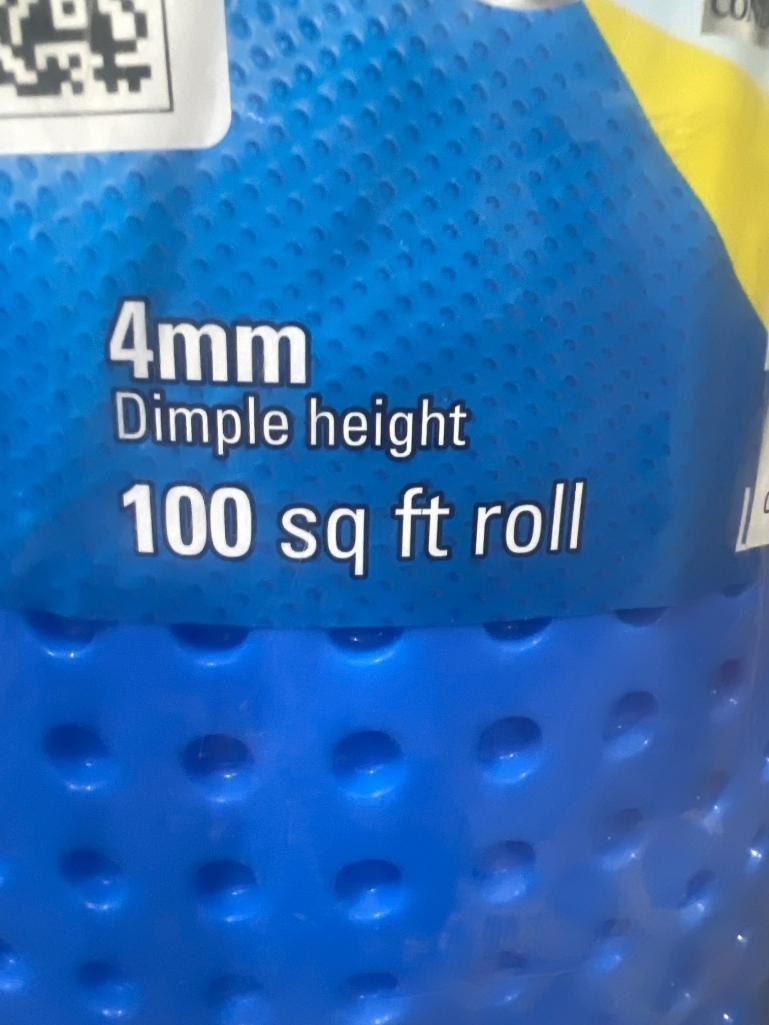 4mm
Dimple height
100 sq ft roll